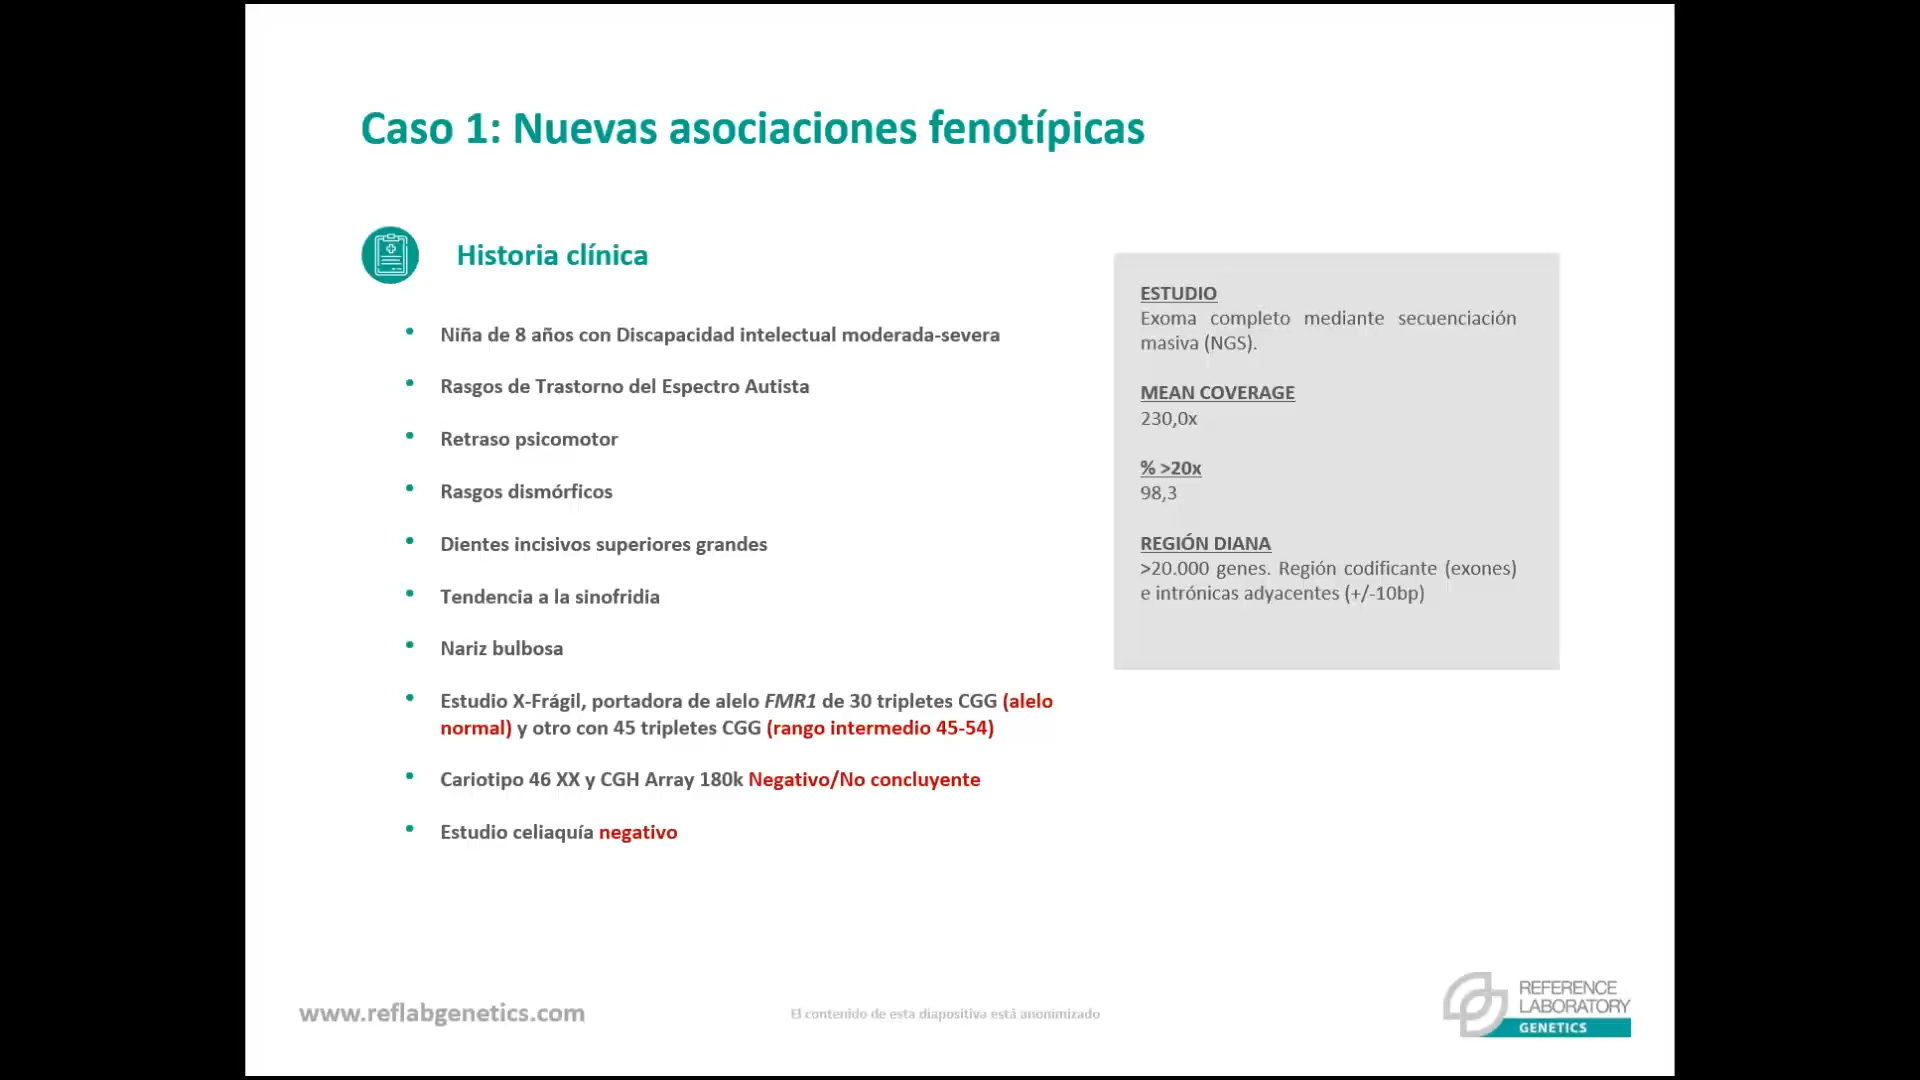 Caso 1: Nuevas asociaciones fenotípicas
Historia clínica
• Niña de 8 años con Discapacidad intelectual moderada-severa
• Rasgos de Trastorno del Espectro Autista
• Retraso psicomotor
• Rasgos dismórficos
• Dientes incisivos superiores grandes
• Tendencia a la sinofridia
• Nariz bulbosa
• Estudio X-Frágil, portadora de alelo FMR1 de 30 tripletes CGG (alelo
normal) y otro con 45 tripletes CGG (rango intermedio 45-54)
• Cariotipo 46 XX y CGH Array 180k Negativo/No concluyente
• Estudio celiaquía negativo
ESTUDIO
Exoma completo mediante secuenciación
masiva (NGS).
MEAN COVERAGE
230,0x
% >20x
98,3
REGIÓN DIANA
>20.000 genes. Región codificante (exones)
e intrónicas adyacentes (+/-10bp)
www.reflabgenetics.com
El contenido de esta diapositiva está anonimizado
REFERENCE
LABORATORY
GENETICS